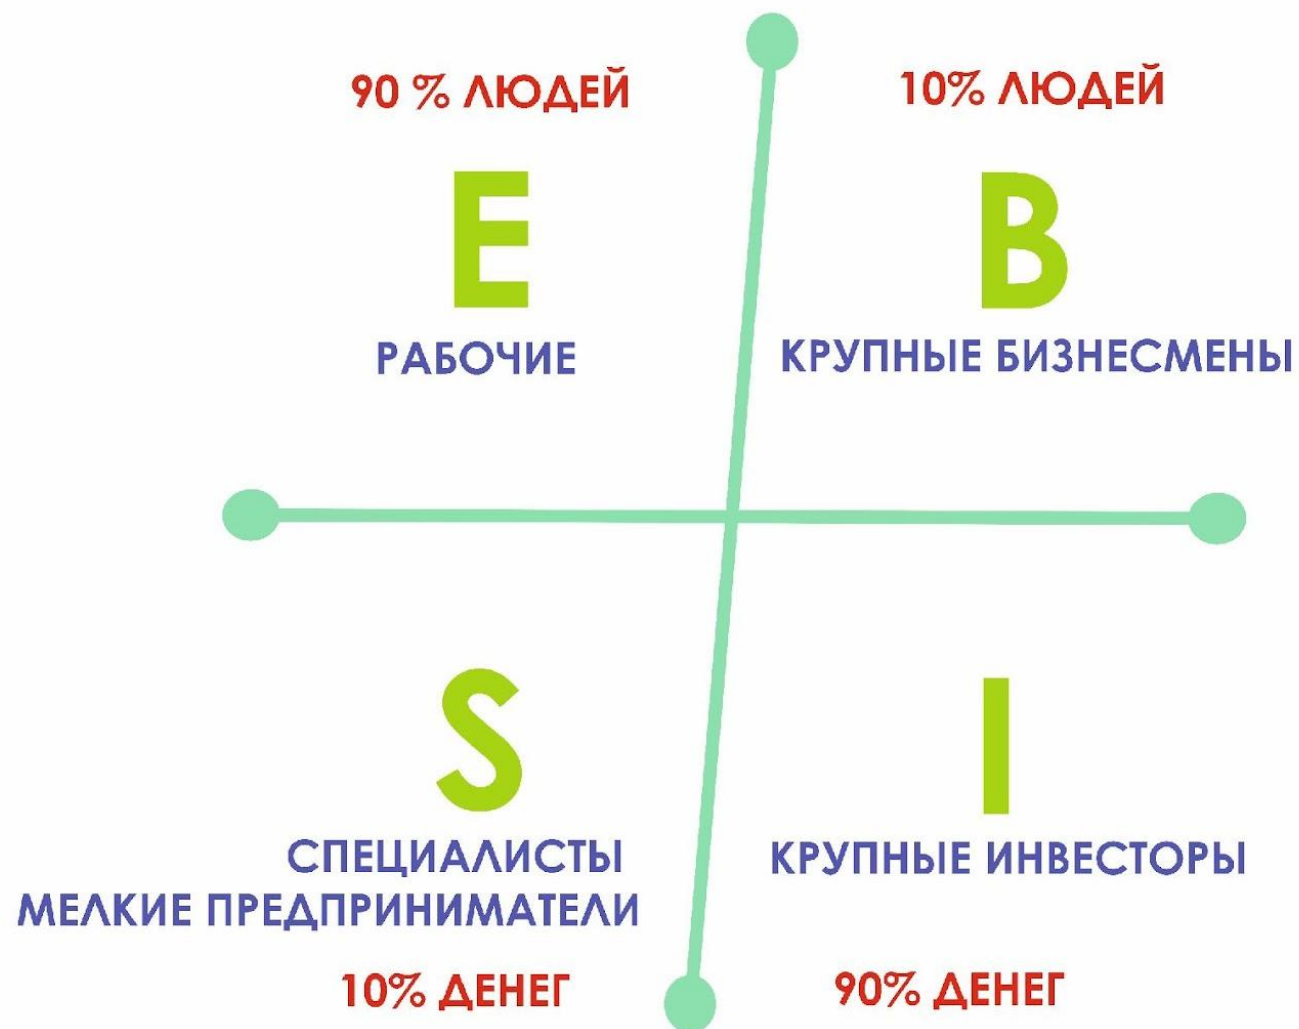 90 % ЛЮДЕЙ
10% ЛЮДЕЙ
E
B
РАБОЧИЕ
КРУПНЫЕ БИЗНЕСМЕНЫ
S
I
СПЕЦИАЛИСТЫ
МЕЛКИЕ ПРЕДПРИНИМАТЕЛИ
КРУПНЫЕ ИНВЕСТОРЫ
10% ДЕНЕГ
90% ДЕНЕГ